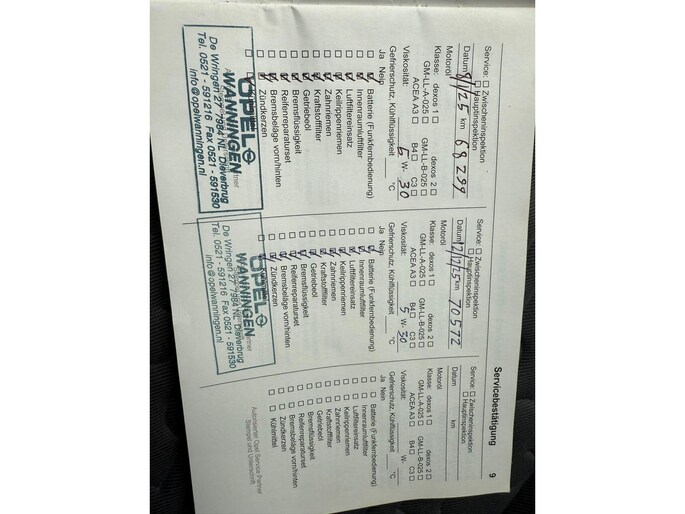 Servicebestätigung 9
Service: ☐ Zwischeninspektion
☐ Hauptinspektion
Datum 8/1/25 km 68299
Motoröl
Klasse: dexos 1 ☐ dexos 2 ☐
GM-LL-A-025 ☐ GM-LL-B-025 ☐
ACEA A3 ☐ B4 ☐ C3 ☐
Viskosität: 5 W- 30
Gefrierschutz, Kühlflüssigkeit °C
Ja Nein
Batterie (Funkfernbedienung)
Innenraumluftfilter
Luftfiltereinsatz
Keilrippenriemen
Zahnriemen
Kraftstofffilter
Getriebeöl
Bremsflüssigkeit
Reifenreparaturset
Bremsbeläge vorn/hinten
Zündkerzen
OPEL
WANNINGEN
De Wringen 27 7984 NL Dieverbrug
Tel. 0521 - 591216 Fax 0521 - 591530
info@opelwanningen.nl
Service: ☐ Zwischeninspektion
☐ Hauptinspektion
Datum km 70572
Motoröl
Klasse: dexos 1 ☐ dexos 2 ☐
GM-LL-A-025 ☐ GM-LL-B-025 ☐
ACEA A3 ☐ B4 ☐ C3 ☐
Viskosität: 5 W- 30
Gefrierschutz, Kühlflüssigkeit °C
Ja Nein
Batterie (Funkfernbedienung)
Innenraumluftfilter
Luftfiltereinsatz
Keilrippenriemen
Zahnriemen
Kraftstofffilter
Getriebeöl
Bremsflüssigkeit
Reifenreparaturset
Bremsbeläge vorn/hinten
Zündkerzen
OPEL
WANNINGEN
De Wringen 27 7984 NL Dieverbrug
Tel. 0521 - 591216 Fax 0521 - 591530
info@opelwanningen.nl
Service: ☐ Zwischeninspektion
☐ Hauptinspektion
Datum km
Motoröl
Klasse: dexos 1 ☐ dexos 2 ☐
GM-LL-A-025 ☐ GM-LL-B-025 ☐
ACEA A3 ☐ B4 ☐ C3 ☐
Viskosität: W-
Gefrierschutz, Kühlflüssigkeit °C
Ja Nein
☐ ☐ Batterie (Funkfernbedienung)
☐ ☐ Innenraumluftfilter
☐ ☐ Luftfiltereinsatz
☐ ☐ Keilrippenriemen
☐ ☐ Zahnriemen
☐ ☐ Kraftstofffilter
☐ ☐ Getriebeöl
☐ ☐ Bremsflüssigkeit
☐ ☐ Reifenreparaturset
☐ ☐ Bremsbeläge vorn/hinten
☐ ☐ Zündkerzen
☐ ☐ Kühlmittel
Autorisierter Opel Service Partner
Stempel und Unterschrift